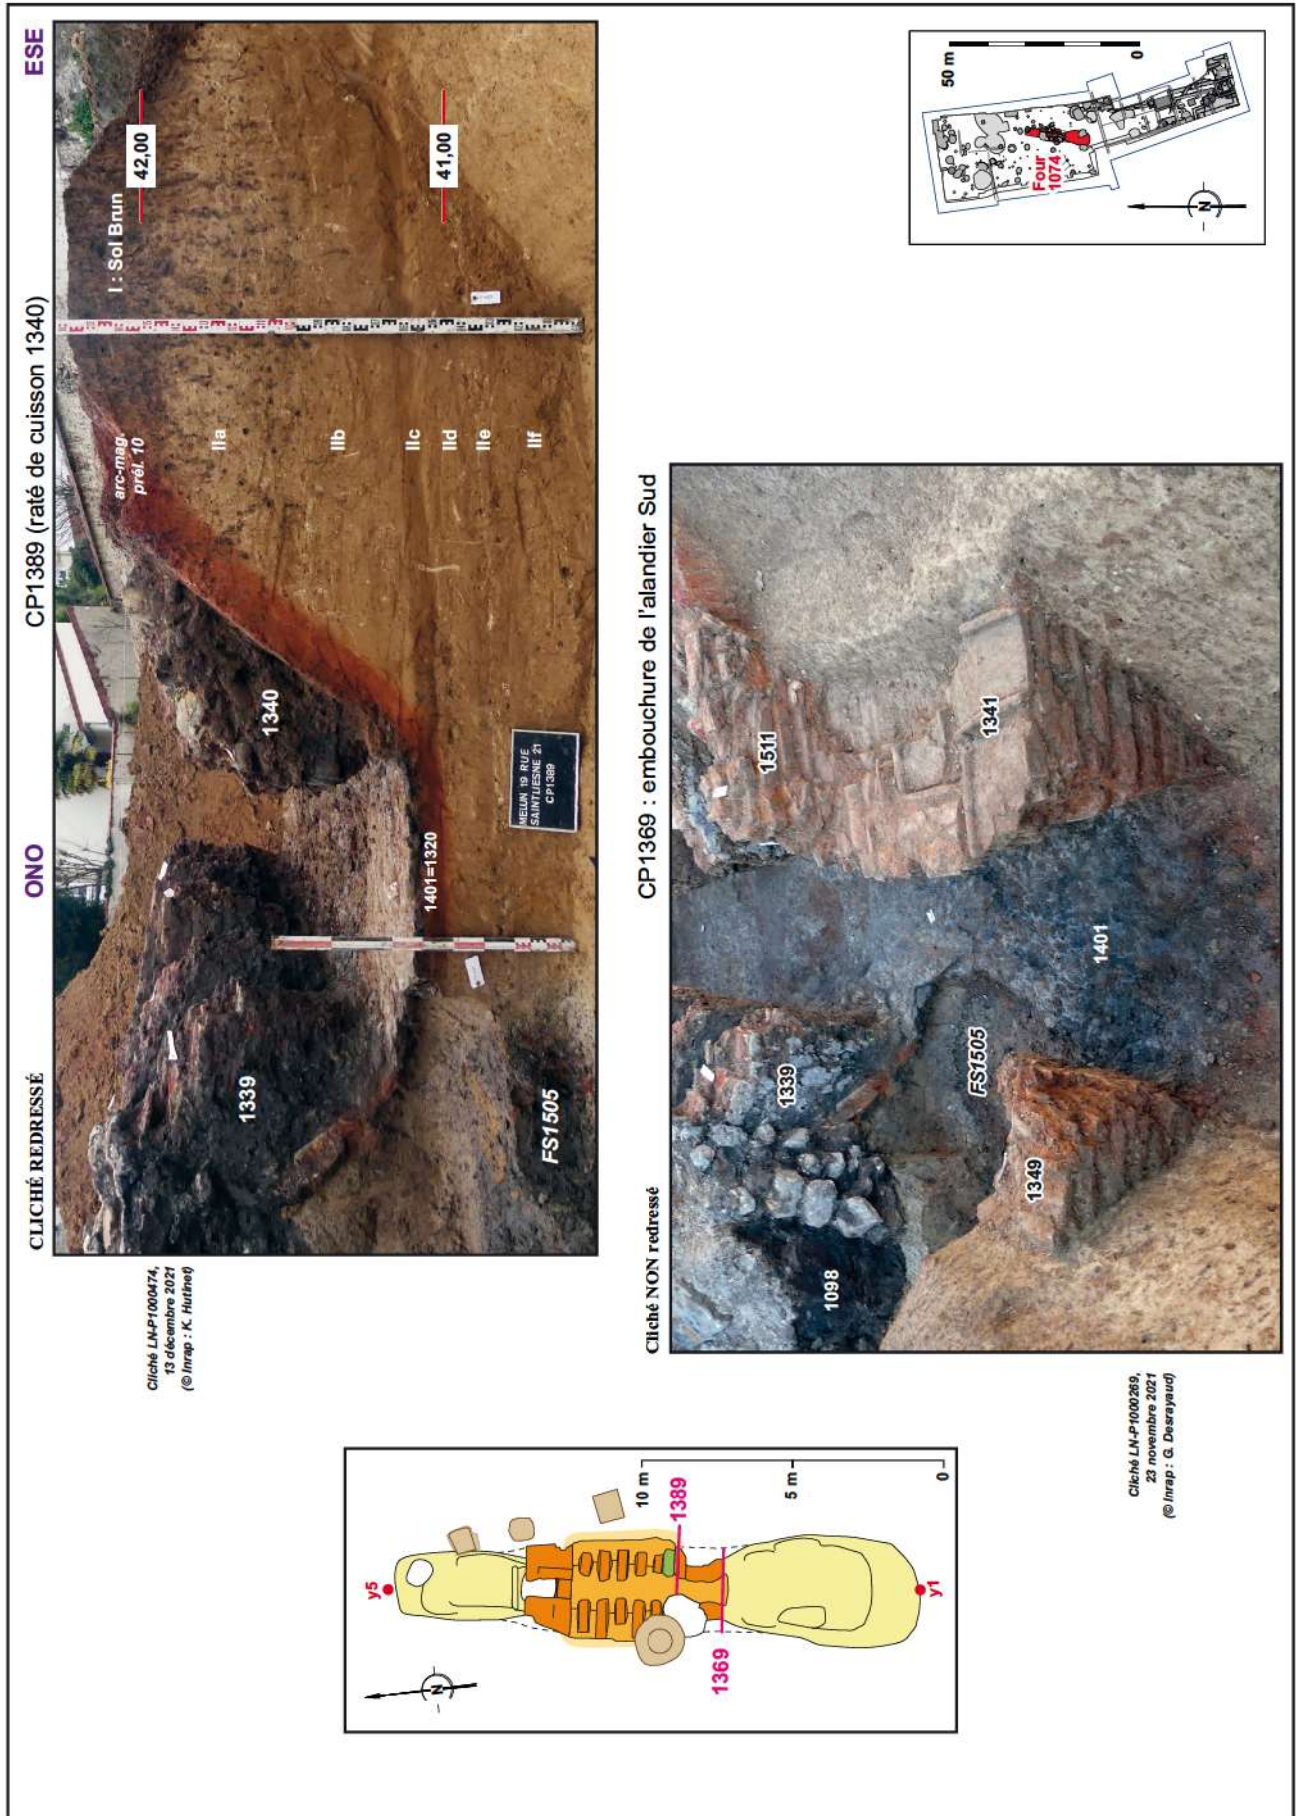 CLICHÉ REDRESSÉ
ONO
CP1389 (raté de cuisson 1340)
ESE
I : Sol Brun
42,00
41,00
arc-mag.
prél. 10
IIa
IIb
IIc
IId
IIe
IIf
1340
1339
1401=1320
FS1505
MELUN 19 RUE
SAINT LIESNE 21
CP1389
Cliché LN-P1000474,
13 décembre 2021
(© Inrap : K. Hutinet)
Cliché NON redressé
CP1369 : embouchure de l'alandier Sud
1511
1341
1339
1401
FS1505
1349
1098
Cliché LN-P1000269,
23 novembre 2021
(© Inrap : G. Desrayaud)
50 m
0
Four
1074
N
y5
1389
1369
y1
10 m
5 m
0
N